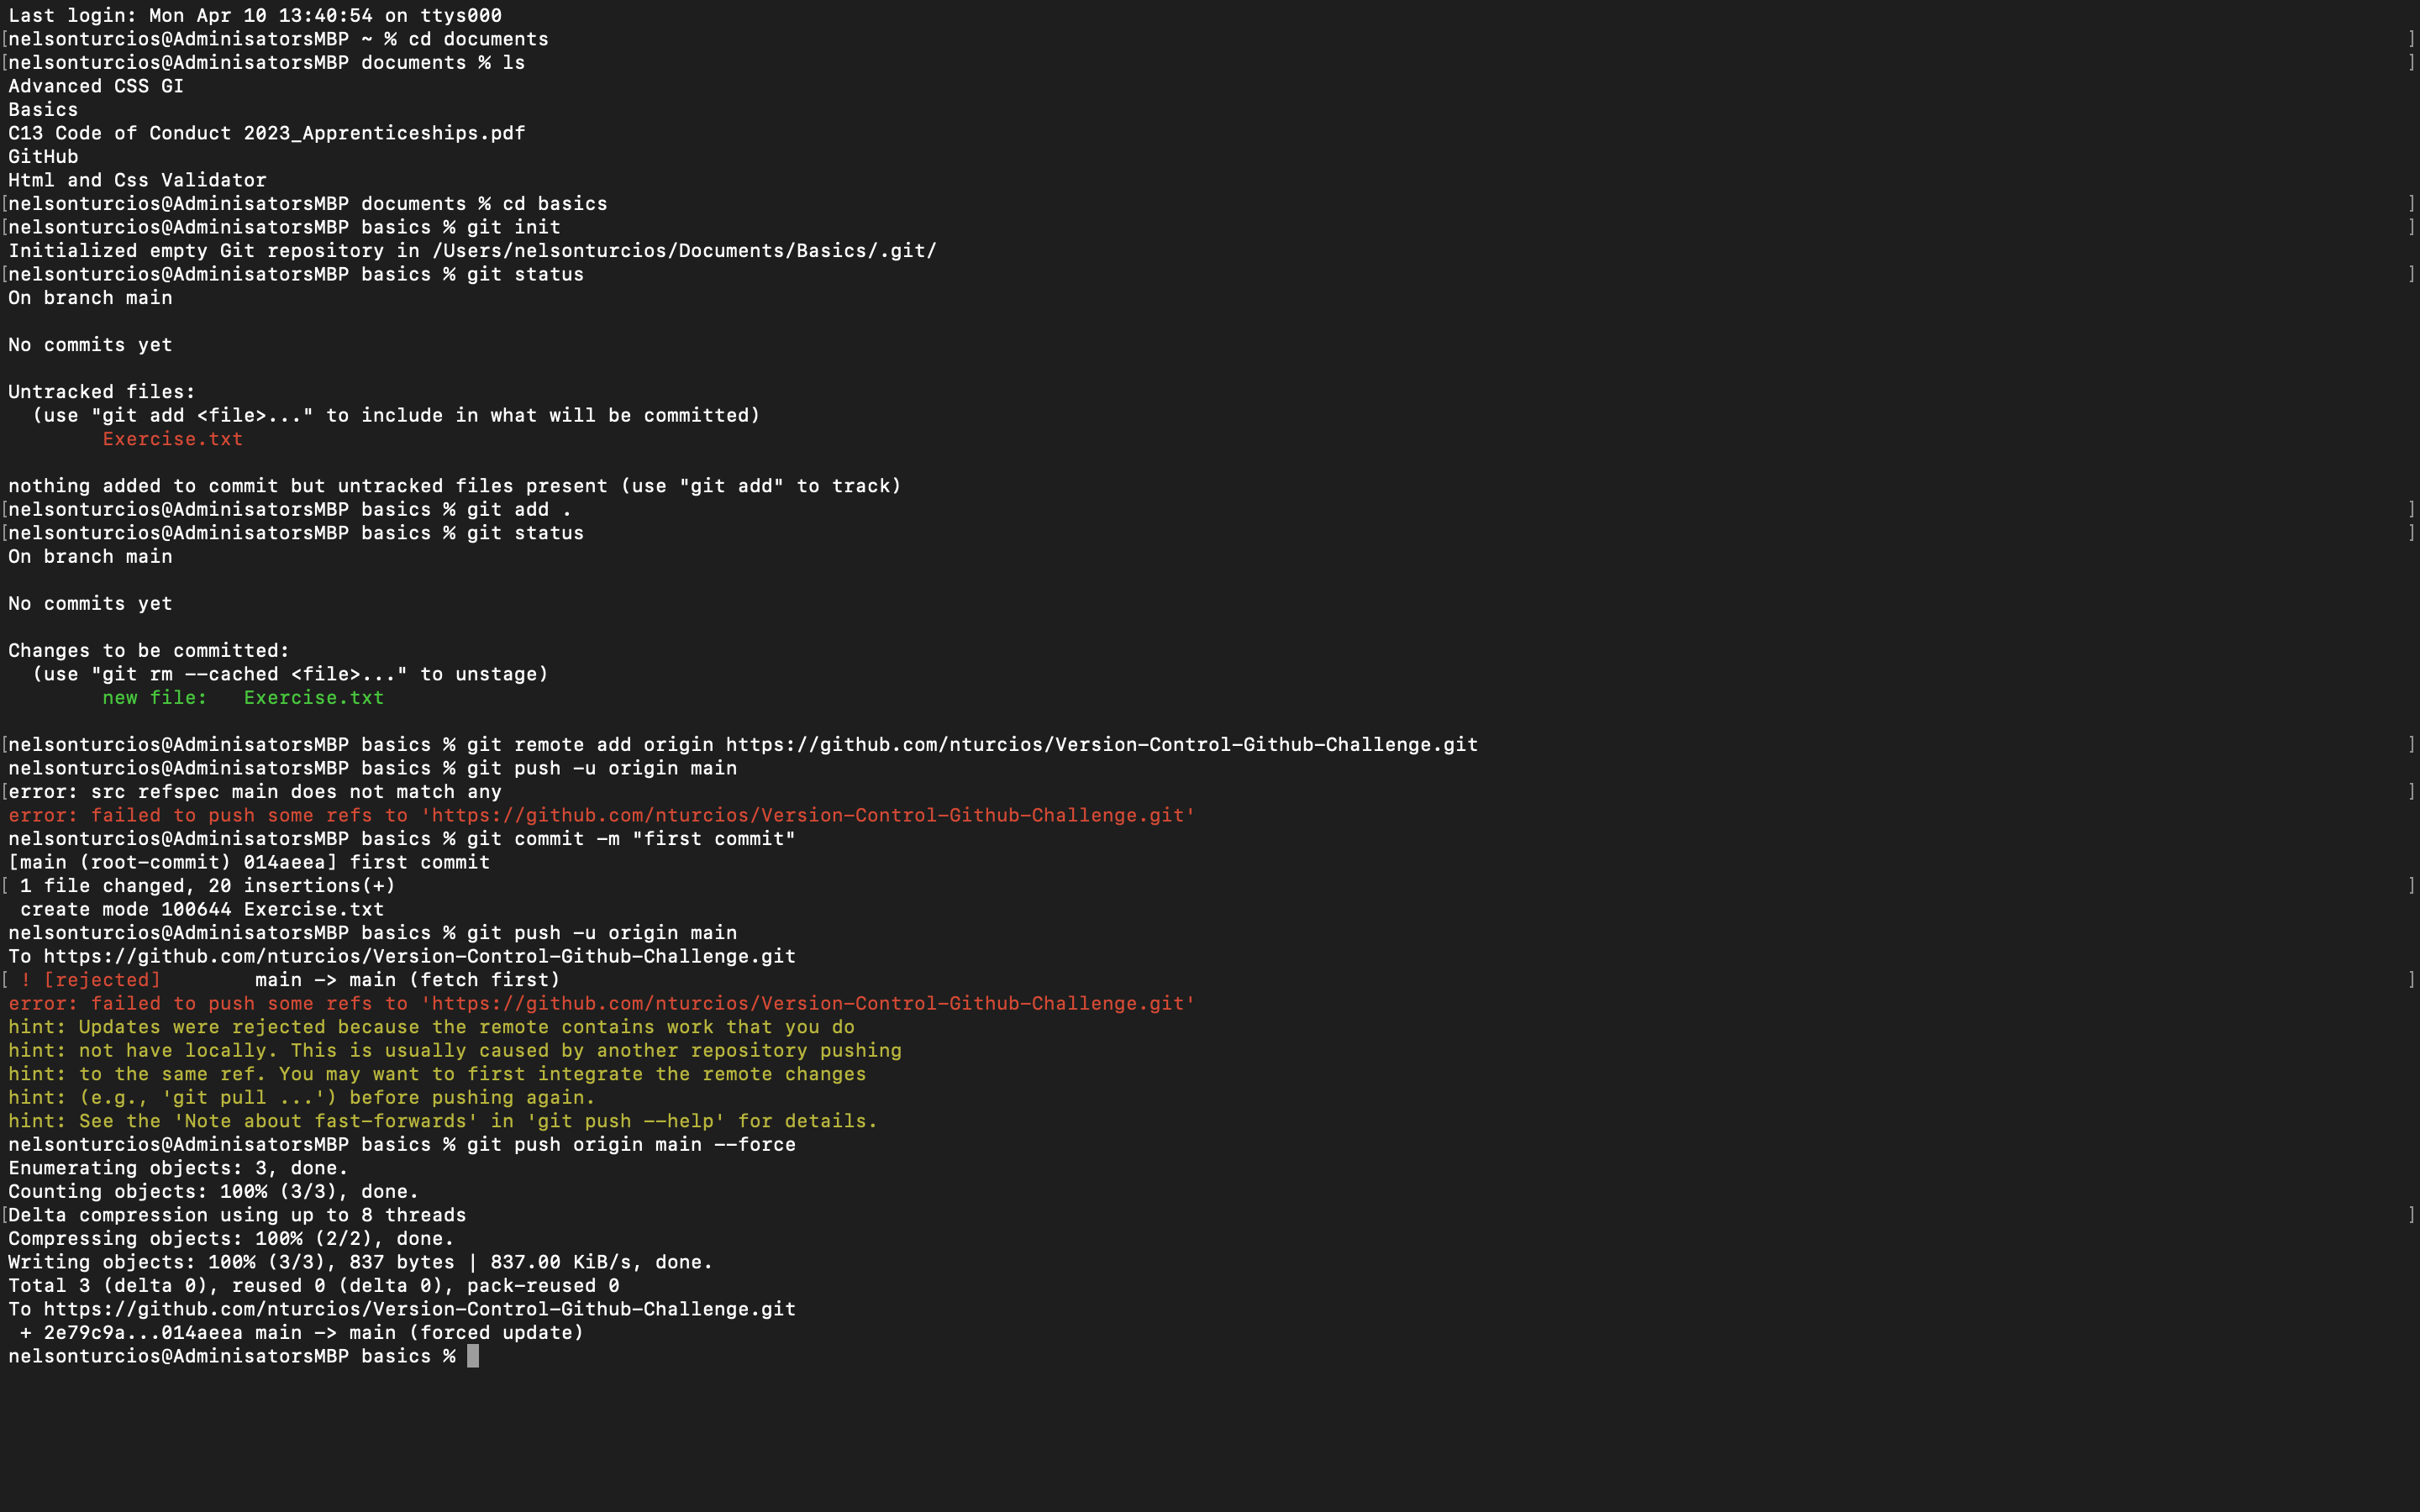 Last login: Mon Apr 10 13:40:54 on ttys000
[nelsonturcios@AdminisatorsMBP ~ % cd documents ]
[nelsonturcios@AdminisatorsMBP documents % ls ]
Advanced CSS GI
Basics
C13 Code of Conduct 2023_Apprenticeships.pdf
GitHub
Html and Css Validator
[nelsonturcios@AdminisatorsMBP documents % cd basics ]
[nelsonturcios@AdminisatorsMBP basics % git init ]
Initialized empty Git repository in /Users/nelsonturcios/Documents/Basics/.git/
[nelsonturcios@AdminisatorsMBP basics % git status ]
On branch main

No commits yet

Untracked files:
  (use "git add <file>..." to include in what will be committed)
        Exercise.txt

nothing added to commit but untracked files present (use "git add" to track)
[nelsonturcios@AdminisatorsMBP basics % git add . ]
[nelsonturcios@AdminisatorsMBP basics % git status ]
On branch main

No commits yet

Changes to be committed:
  (use "git rm --cached <file>..." to unstage)
        new file:   Exercise.txt

[nelsonturcios@AdminisatorsMBP basics % git remote add origin https://github.com/nturcios/Version-Control-Github-Challenge.git ]
nelsonturcios@AdminisatorsMBP basics % git push -u origin main
[error: src refspec main does not match any ]
error: failed to push some refs to 'https://github.com/nturcios/Version-Control-Github-Challenge.git'
nelsonturcios@AdminisatorsMBP basics % git commit -m "first commit"
[main (root-commit) 014aeea] first commit
[ 1 file changed, 20 insertions(+) ]
 create mode 100644 Exercise.txt
nelsonturcios@AdminisatorsMBP basics % git push -u origin main
To https://github.com/nturcios/Version-Control-Github-Challenge.git
[ ! [rejected]        main -> main (fetch first) ]
error: failed to push some refs to 'https://github.com/nturcios/Version-Control-Github-Challenge.git'
hint: Updates were rejected because the remote contains work that you do
hint: not have locally. This is usually caused by another repository pushing
hint: to the same ref. You may want to first integrate the remote changes
hint: (e.g., 'git pull ...') before pushing again.
hint: See the 'Note about fast-forwards' in 'git push --help' for details.
nelsonturcios@AdminisatorsMBP basics % git push origin main --force
Enumerating objects: 3, done.
Counting objects: 100% (3/3), done.
[Delta compression using up to 8 threads ]
Compressing objects: 100% (2/2), done.
Writing objects: 100% (3/3), 837 bytes | 837.00 KiB/s, done.
Total 3 (delta 0), reused 0 (delta 0), pack-reused 0
To https://github.com/nturcios/Version-Control-Github-Challenge.git
 + 2e79c9a...014aeea main -> main (forced update)
nelsonturcios@AdminisatorsMBP basics %